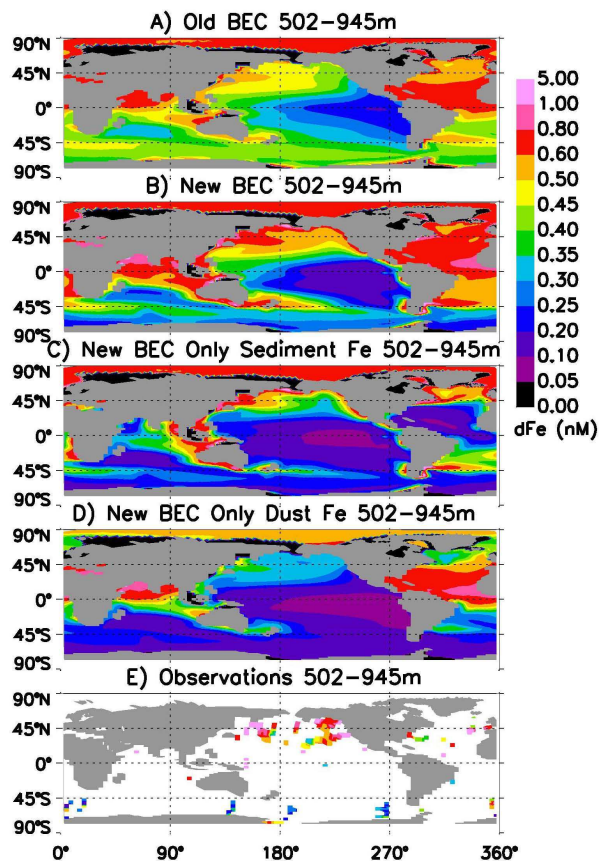 A) Old BEC 502-945m
90°N
45°N
0°
45°S
90°S
B) New BEC 502-945m
90°N
45°N
0°
45°S
90°S
C) New BEC Only Sediment Fe 502-945m
90°N
45°N
0°
45°S
90°S
D) New BEC Only Dust Fe 502-945m
90°N
45°N
0°
45°S
90°S
E) Observations 502-945m
90°N
45°N
0°
45°S
90°S
0° 90° 180° 270° 360°
5.00
1.00
0.80
0.60
0.50
0.45
0.40
0.35
0.30
0.25
0.20
0.10
0.05
0.00
dFe (nM)